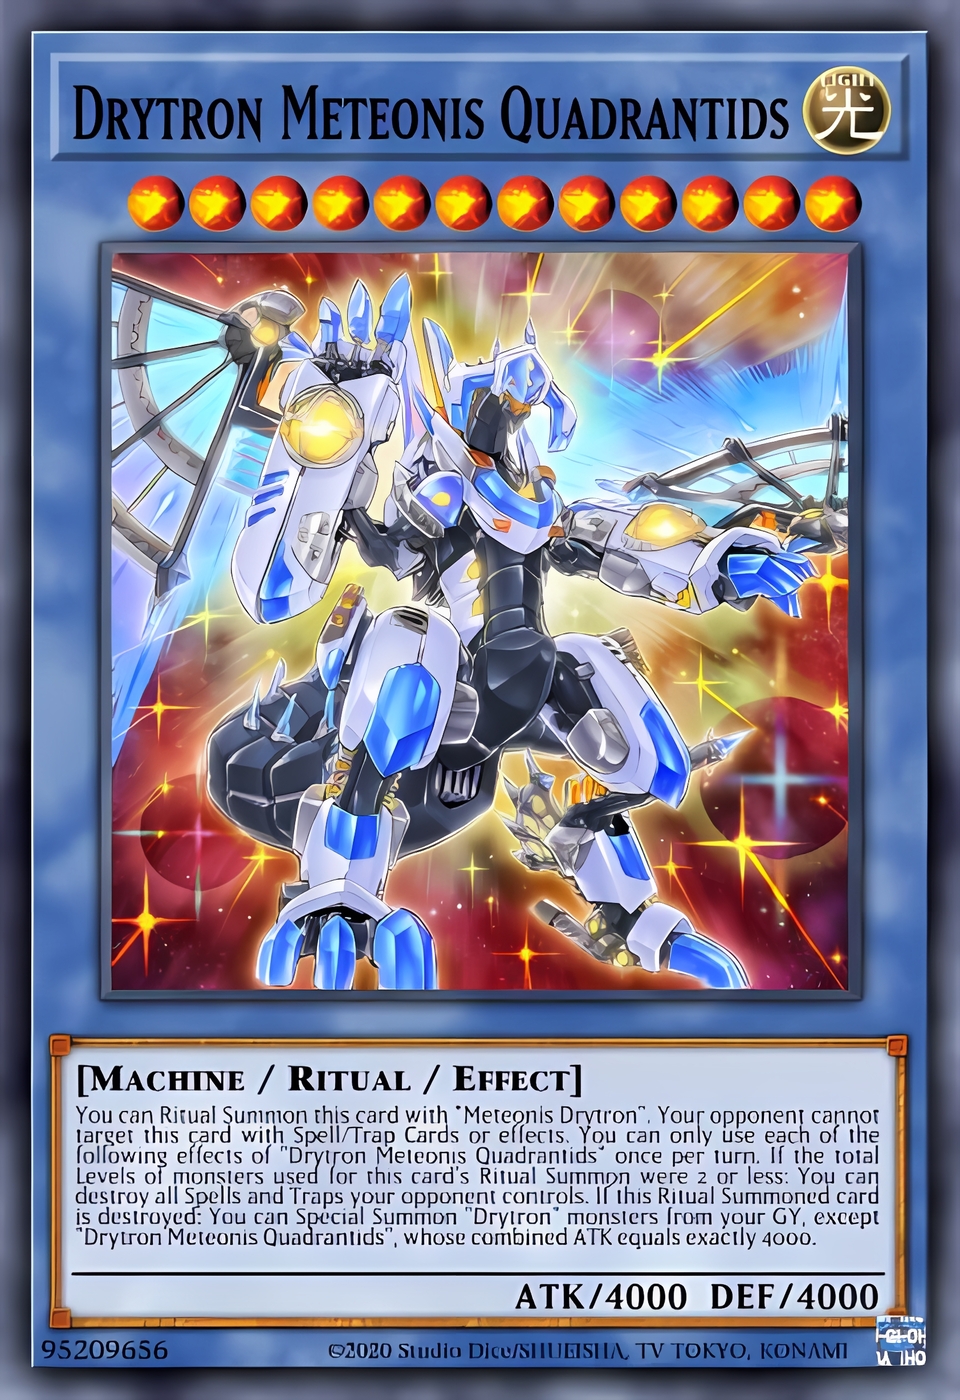 DRYTRON METEONIS QUADRANTIDS
光
[MACHINE / RITUAL / EFFECT]
You can Ritual Summon this card with "Meteonis Drytron". Your opponent cannot
target this card with Spell/Trap Cards or effects. You can only use each of the
following effects of "Drytron Meteonis Quadrantids" once per turn. If the total
Levels of monsters used for this card's Ritual Summon were 2 or less: You can
destroy all Spells and Traps your opponent controls. If this Ritual Summoned card
is destroyed: You can Special Summon "Drytron" monsters from your GY, except
"Drytron Meteonis Quadrantids", whose combined ATK equals exactly 4000.
ATK/4000 DEF/4000
95209656
©2020 Studio Dice/SHUEISHA, TV TOKYO, KONAMI